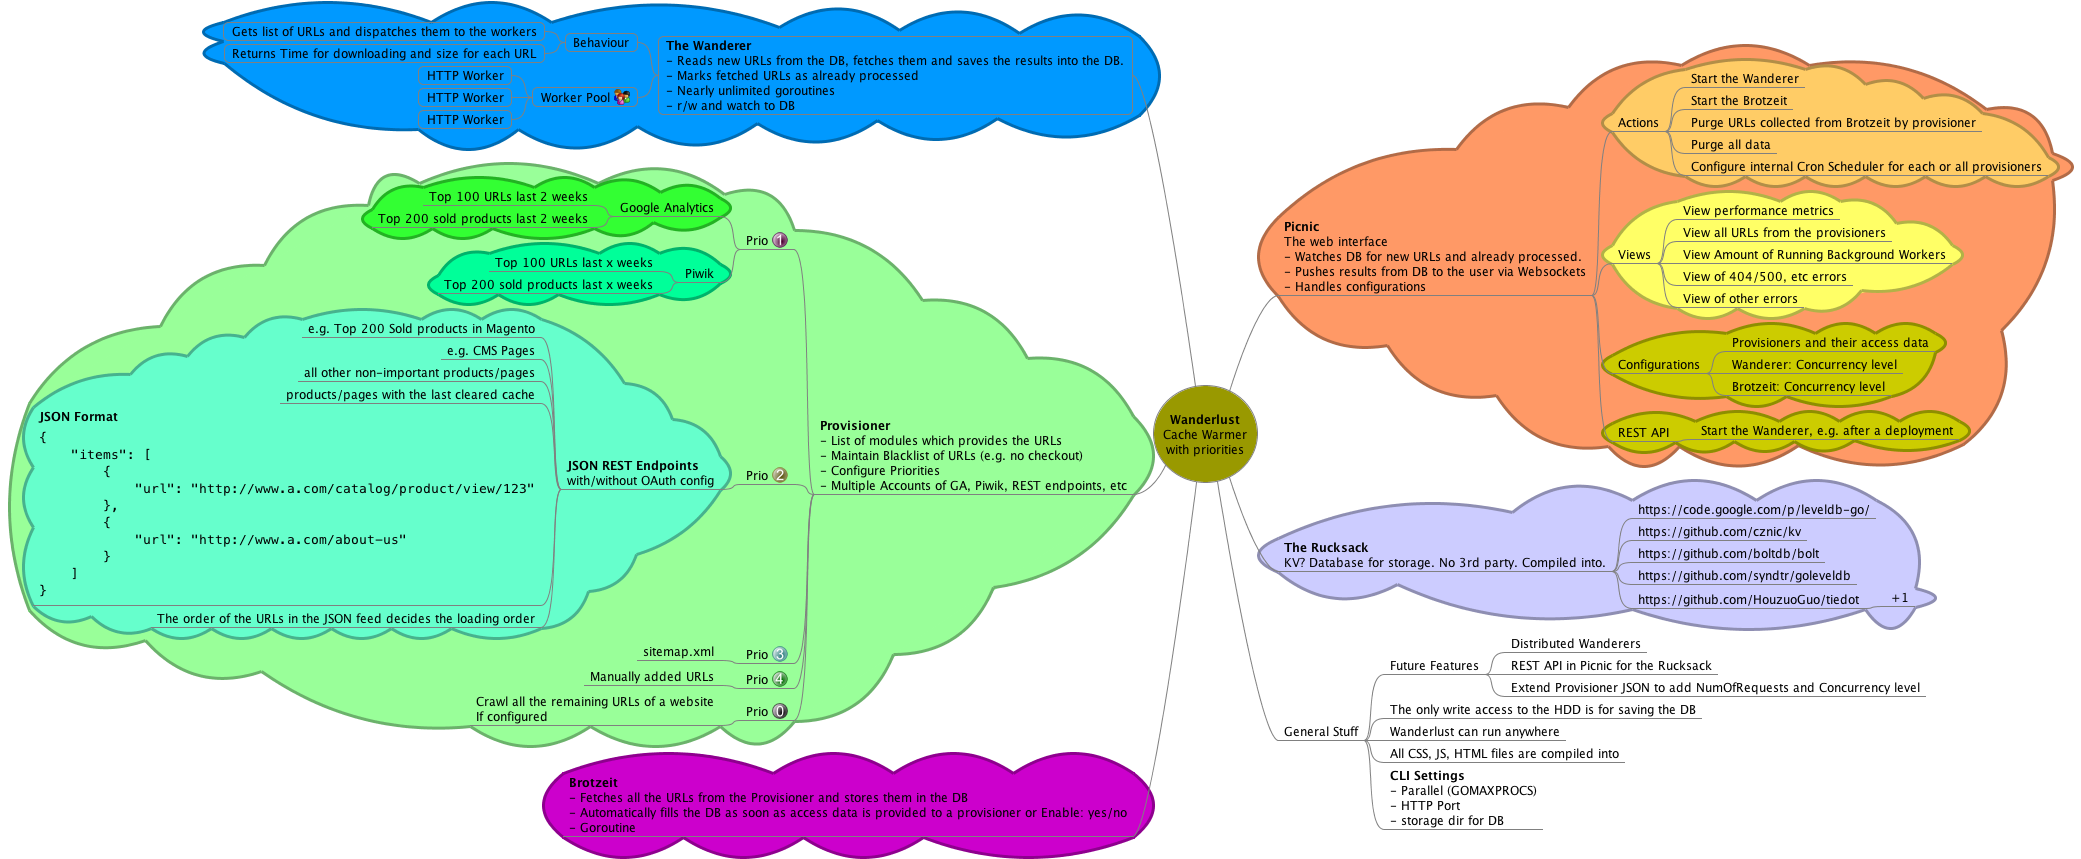 Gets list of URLs and dispatches them to the workers
Returns Time for downloading and size for each URL
Behaviour
HTTP Worker
HTTP Worker
HTTP Worker
Worker Pool
The Wanderer
- Reads new URLs from the DB, fetches them and saves the results into the DB.
- Marks fetched URLs as already processed
- Nearly unlimited goroutines
- r/w and watch to DB
Top 100 URLs last 2 weeks
Top 200 sold products last 2 weeks
Google Analytics
Top 100 URLs last x weeks
Top 200 sold products last x weeks
Piwik
Prio 1
e.g. Top 200 Sold products in Magento
e.g. CMS Pages
all other non-important products/pages
products/pages with the last cleared cache
JSON Format
{
    "items": [
        {
            "url": "http://www.a.com/catalog/product/view/123"
        },
        {
            "url": "http://www.a.com/about-us"
        }
    ]
}
The order of the URLs in the JSON feed decides the loading order
JSON REST Endpoints
with/without OAuth config
Prio 2
sitemap.xml
Prio 3
Manually added URLs
Prio 4
Crawl all the remaining URLs of a website
If configured
Prio 0
Provisioner
- List of modules which provides the URLs
- Maintain Blacklist of URLs (e.g. no checkout)
- Configure Priorities
- Multiple Accounts of GA, Piwik, REST endpoints, etc
Brotzeit
- Fetches all the URLs from the Provisioner and stores them in the DB
- Automatically fills the DB as soon as access data is provided to a provisioner or Enable: yes/no
- Goroutine
Wanderlust
Cache Warmer
with priorities
Picnic
The web interface
- Watches DB for new URLs and already processed.
- Pushes results from DB to the user via Websockets
- Handles configurations
Actions
Start the Wanderer
Start the Brotzeit
Purge URLs collected from Brotzeit by provisioner
Purge all data
Configure internal Cron Scheduler for each or all provisioners
Views
View performance metrics
View all URLs from the provisioners
View Amount of Running Background Workers
View of 404/500, etc errors
View of other errors
Configurations
Provisioners and their access data
Wanderer: Concurrency level
Brotzeit: Concurrency level
REST API
Start the Wanderer, e.g. after a deployment
The Rucksack
KV? Database for storage. No 3rd party. Compiled into.
https://code.google.com/p/leveldb-go/
https://github.com/cznic/kv
https://github.com/boltdb/bolt
https://github.com/syndtr/goleveldb
https://github.com/HouzuoGuo/tiedot
+1
General Stuff
Future Features
Distributed Wanderers
REST API in Picnic for the Rucksack
Extend Provisioner JSON to add NumOfRequests and Concurrency level
The only write access to the HDD is for saving the DB
Wanderlust can run anywhere
All CSS, JS, HTML files are compiled into
CLI Settings
- Parallel (GOMAXPROCS)
- HTTP Port
- storage dir for DB